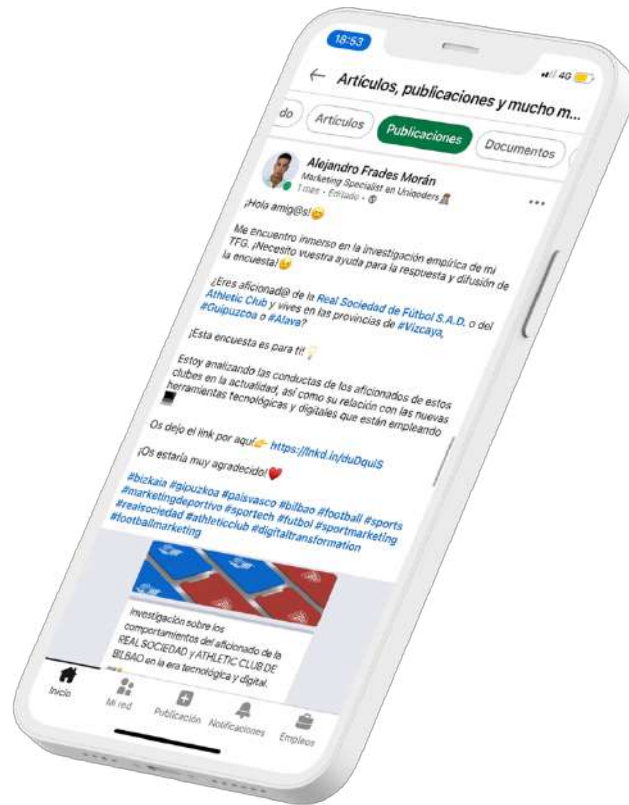 18:53
4G
Artículos, publicaciones y mucho m...
do
Artículos
Publicaciones
Documentos
Alejandro Frades Morán
Marketing Specialist en Uniqoders
1 mes • Editado •
¡Hola amig@s!😊
Me encuentro inmerso en la investigación empírica de mi
TFG. ¡Necesito vuestra ayuda para la respuesta y difusión de
la encuesta!😉
¿Eres aficionad@ de la Real Sociedad de Fútbol S.A.D. o del
Athletic Club y vives en las provincias de #Vizcaya,
#Guipuzcoa o #Alava?
¡Esta encuesta es para ti!💡
Estoy analizando las conductas de los aficionados de estos
clubes en la actualidad, así como su relación con las nuevas
herramientas tecnológicas y digitales que están empleando
💻
Os dejo el link por aquí👉 https://lnkd.in/duDquiS
¡Os estaría muy agradecido!❤️
#bizkaia #gipuzkoa #paisvasco #bilbao #football #sports
#marketingdeportivo #sportech #futbol #sportmarketing
#realsociedad #athleticclub #digitaltransformation
#footballmarketing
Investigación sobre los
comportamientos del aficionado de la
REAL SOCIEDAD y ATHLETIC CLUB DE
BILBAO en la era tecnológica y digital.
Inicio
Mi red
Publicación
Notificaciones
Empleos